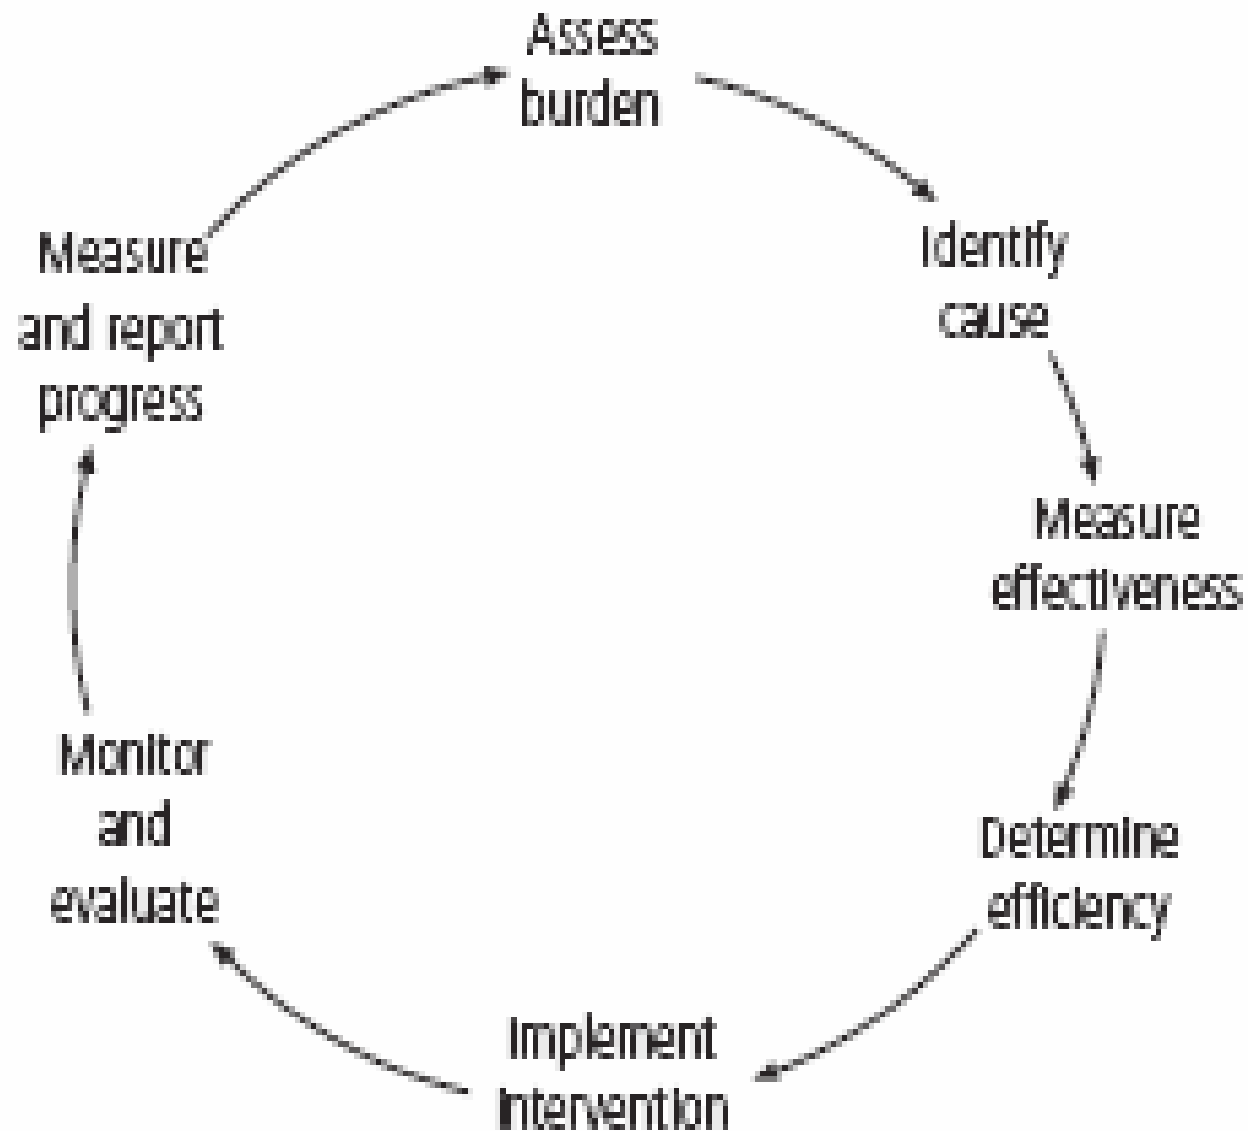 Assess
burden
Identify
cause
Measure
effectiveness
Determine
efficiency
Implement
intervention
Monitor
and
evaluate
Measure
and report
progress